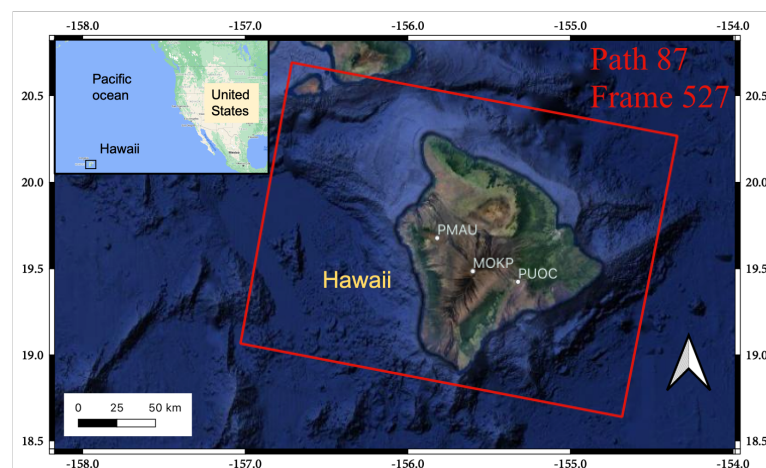 -158.0 -157.0 -156.0 -155.0 -154.0
Path 87
Frame 527
Pacific
ocean
United
States
Hawaii
20.5 20.5
20.0 20.0
PMAU
19.5 MOKP 19.5
PUOC
Hawaii
19.0 19.0
0 25 50 km
18.5 18.5
-158.0 -157.0 -156.0 -155.0 -154.0